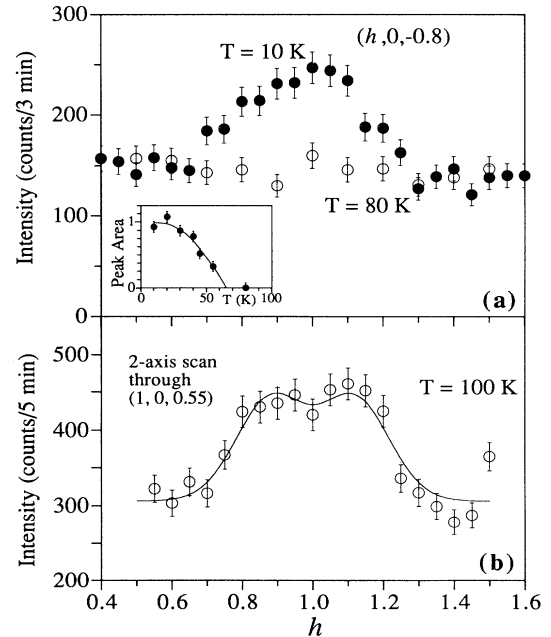 300
200
100
0
Intensity (counts/3 min)
(h,0,-0.8)
T = 10 K
T = 80 K
Peak Area
1
0
0
50
100
T (K)
(a)
500
400
300
200
Intensity (counts/5 min)
2-axis scan
through
(1, 0, 0.55)
T = 100 K
(b)
0.4 0.6 0.8 1.0 1.2 1.4 1.6
h